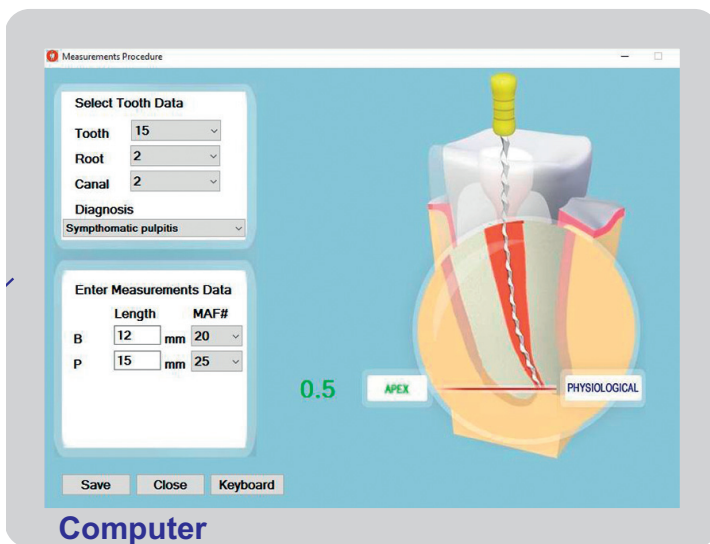 Measurements Procedure
Select Tooth Data
Tooth 15
Root 2
Canal 2
Diagnosis
Sympthomatic pulpitis
Enter Measurements Data
Length MAF#
B 12 mm 20
P 15 mm 25
0.5 APEX PHYSIOLOGICAL
Save Close Keyboard
Computer